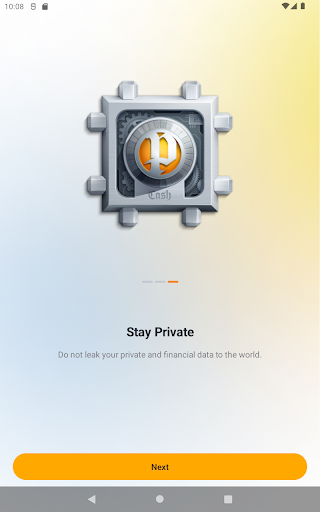 10:08
Cash
Stay Private
Do not leak your private and financial data to the world.
Next